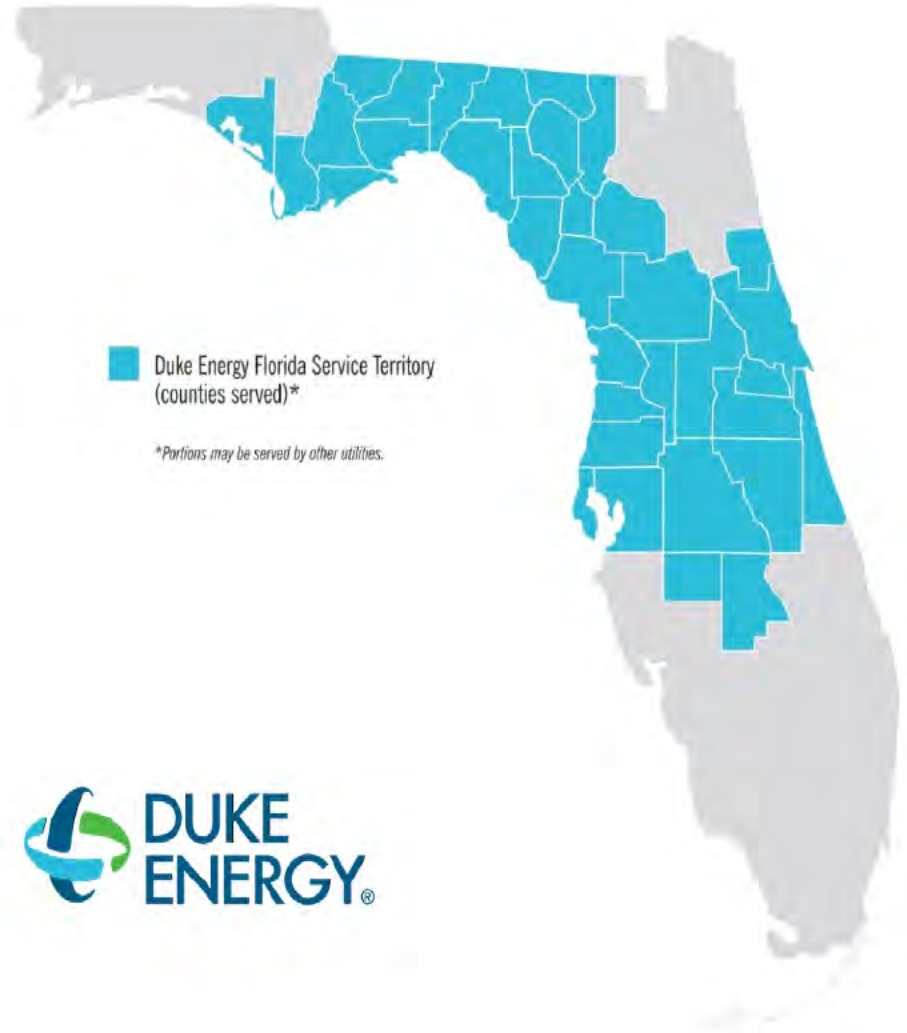 Duke Energy Florida Service Territory
(counties served)*
*Portions may be served by other utilities.
DUKE
ENERGY®